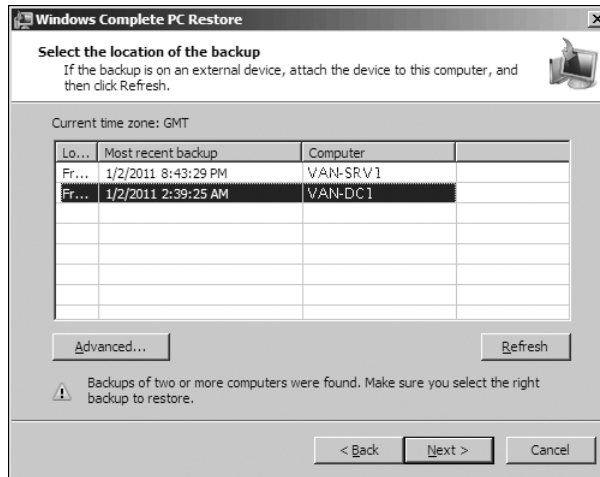 Windows Complete PC Restore
Select the location of the backup
If the backup is on an external device, attach the device to this computer, and
then click Refresh.
Current time zone: GMT
Lo... Most recent backup Computer
Fr... 1/2/2011 8:43:29 PM VAN-SRV1
Fr... 1/2/2011 2:39:25 AM VAN-DC1
Advanced... Refresh
Backups of two or more computers were found. Make sure you select the right
backup to restore.
< Back Next > Cancel